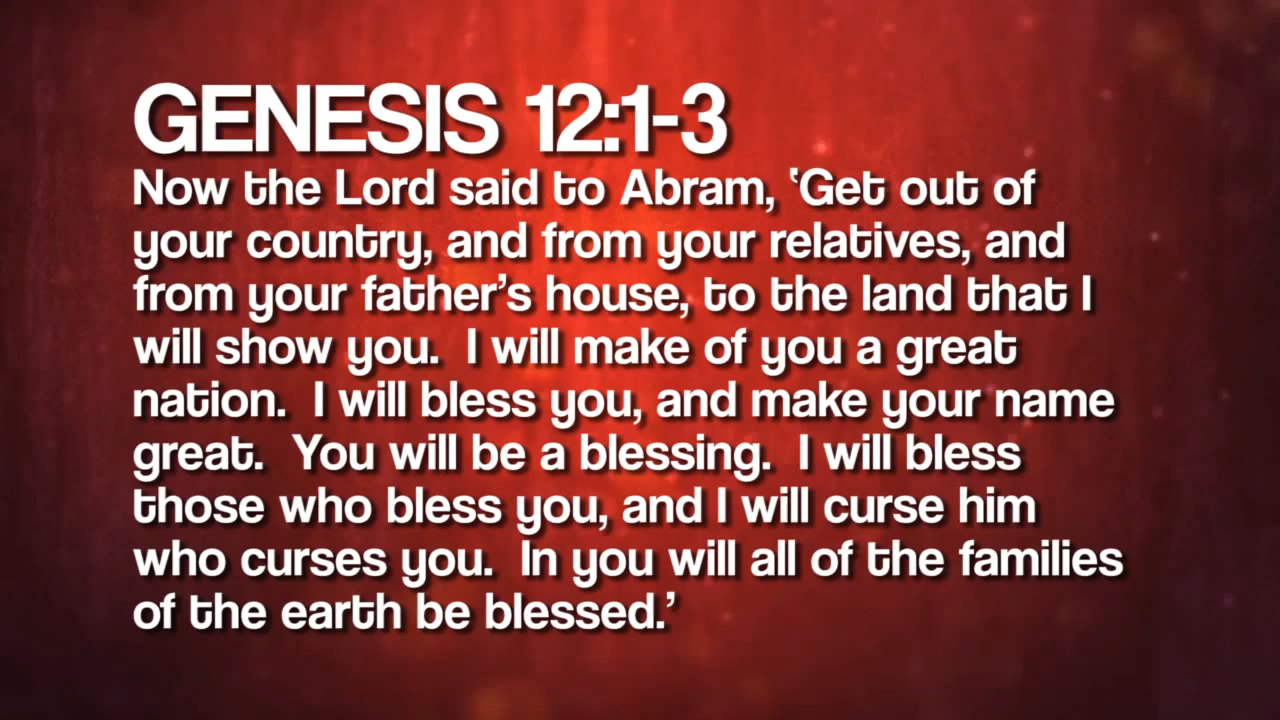 GENESIS 12:1-3
Now the Lord said to Abram, ‘Get out of
your country, and from your relatives, and
from your father’s house, to the land that I
will show you.  I will make of you a great
nation.  I will bless you, and make your name
great.  You will be a blessing.  I will bless
those who bless you, and I will curse him
who curses you.  In you will all of the families
of the earth be blessed.’